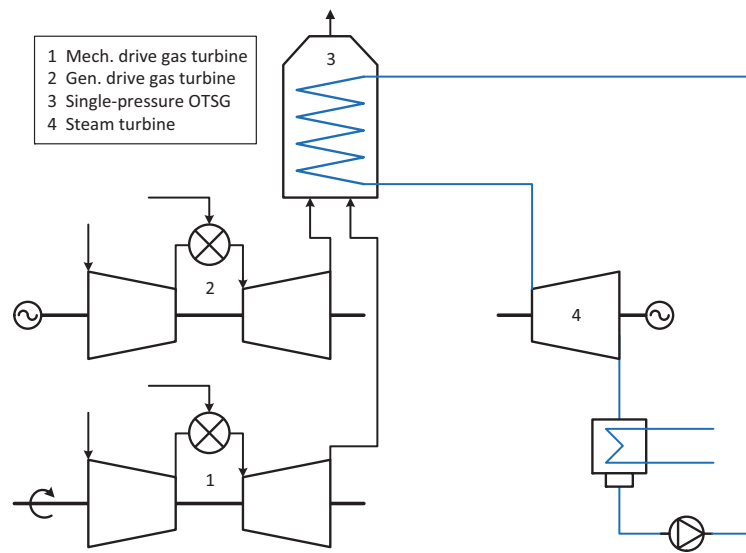 1 Mech. drive gas turbine
2 Gen. drive gas turbine
3 Single-pressure OTSG
4 Steam turbine
3
2
4
1